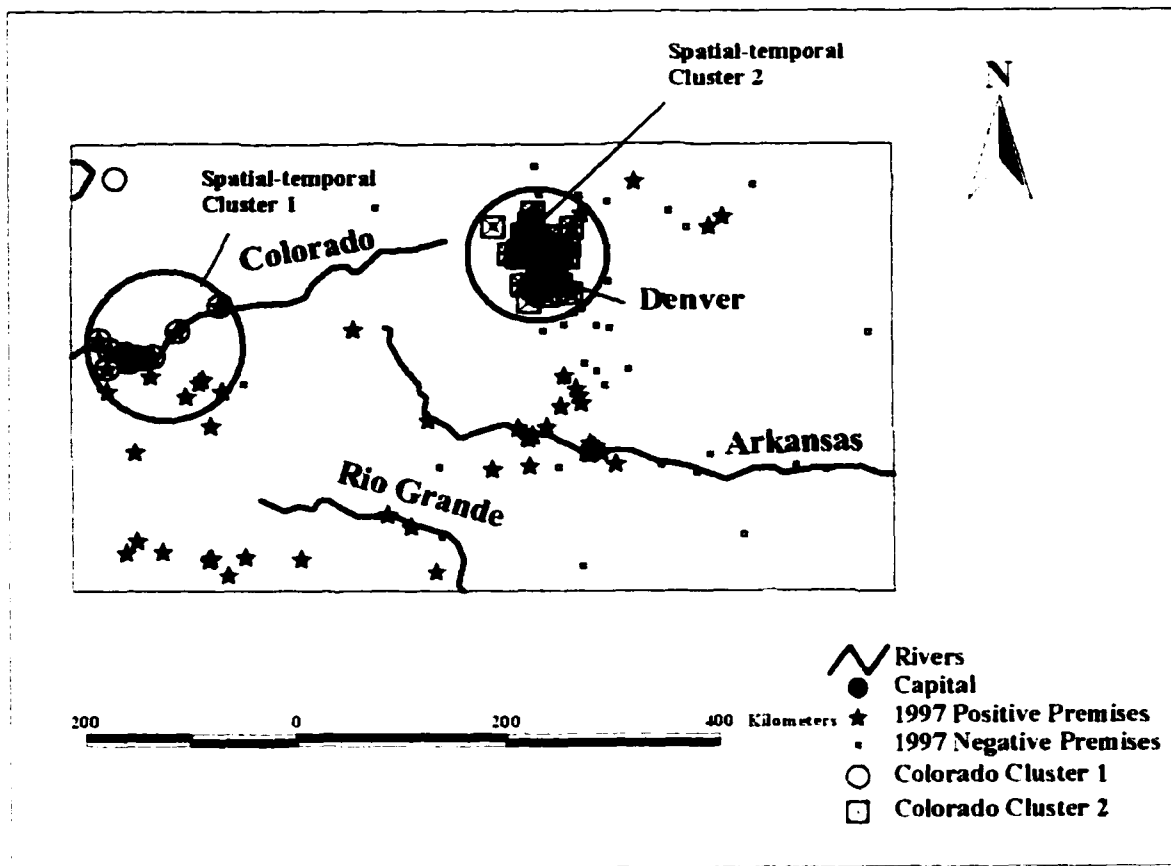 Spatial-temporal
Cluster 2
N
Spatial-temporal
Cluster 1
Colorado
Denver
Arkansas
Rio Grande
Rivers
Capital
200 0 200 400 Kilometers
1997 Positive Premises
1997 Negative Premises
Colorado Cluster 1
Colorado Cluster 2